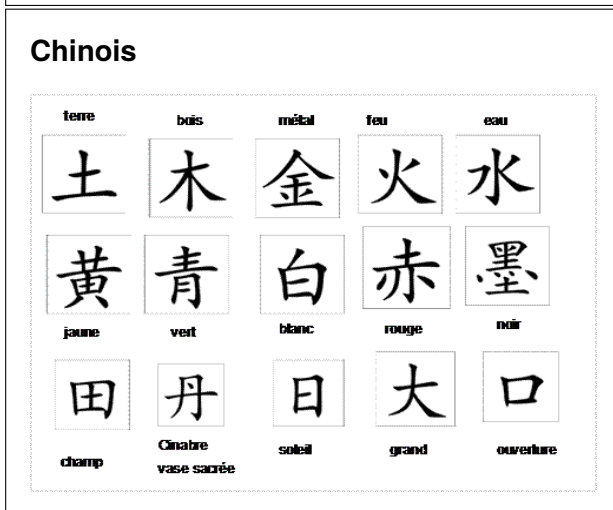 Chinois
terre bois métal feu eau
土 木 金 火 水
黄 青 白 赤 墨
jaune vert blanc rouge noir
田 丹 日 大 口
champ Cinabre vase sacrée soleil grand ouverture